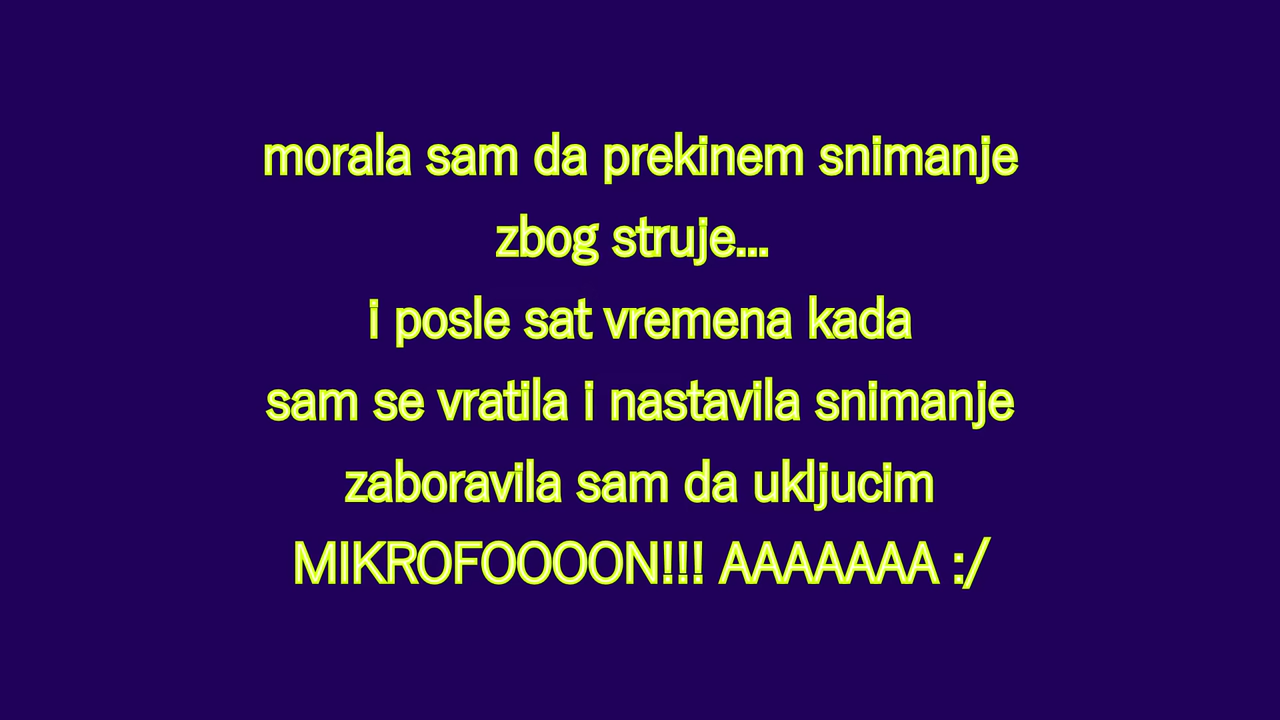 morala sam da prekinem snimanje
zbog struje...
i posle sat vremena kada
sam se vratila i nastavila snimanje
zaboravila sam da ukljucim
MIKROFOOOON!!! AAAAAAA :/